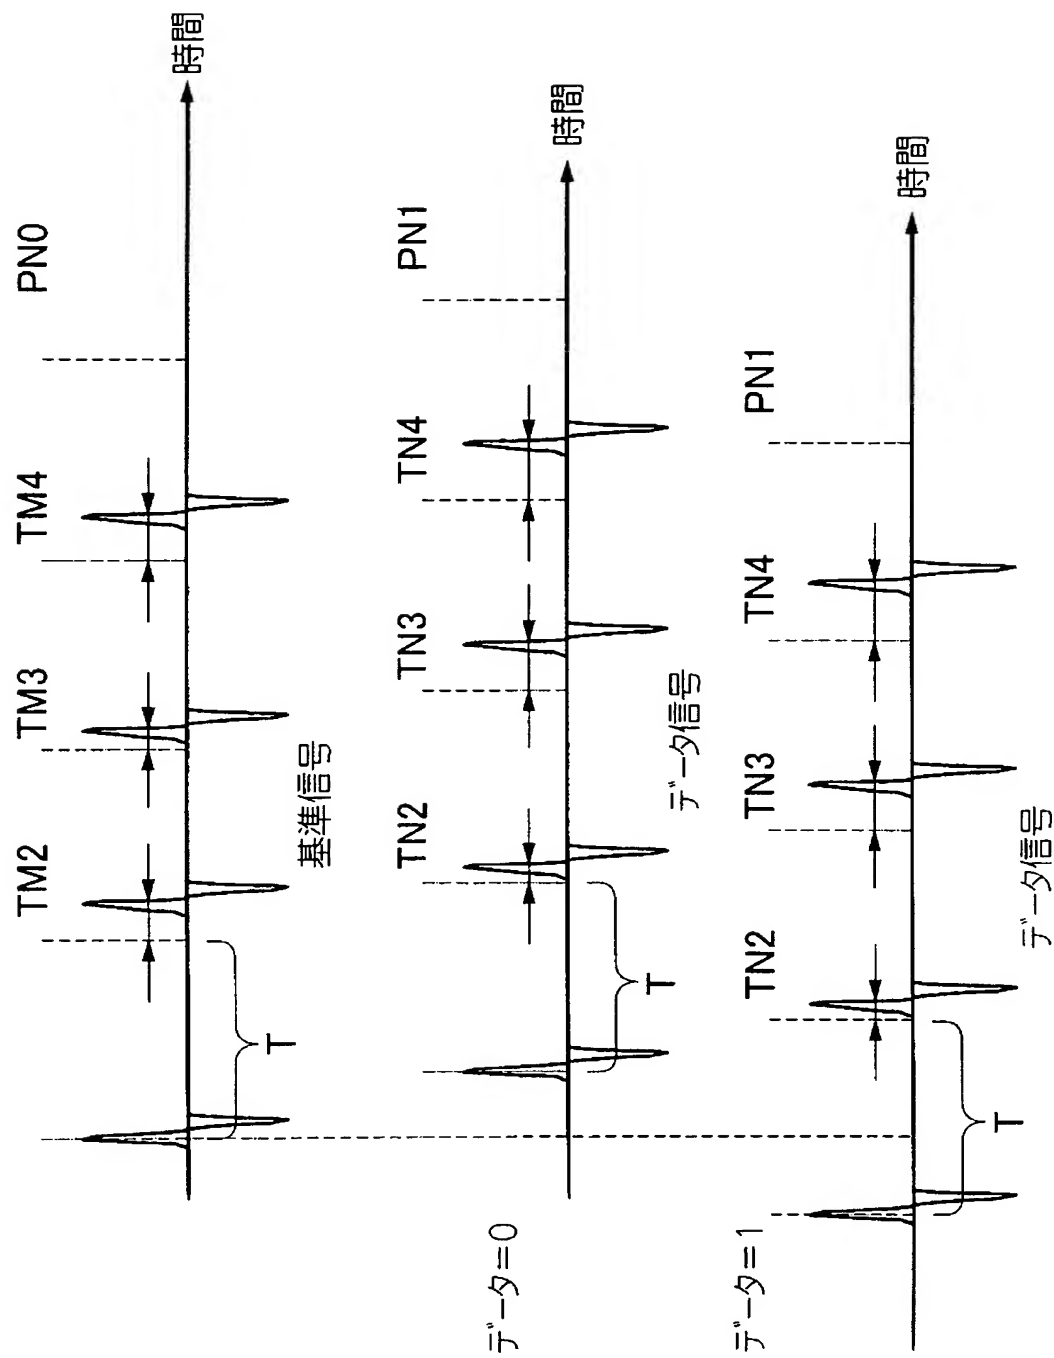 TM2
TM3
TM4
PN0
時間
T
基準信号
データ=0
TN2
TN3
TN4
PN1
時間
T
データ信号
データ=1
TN2
TN3
TN4
PN1
時間
T
データ信号